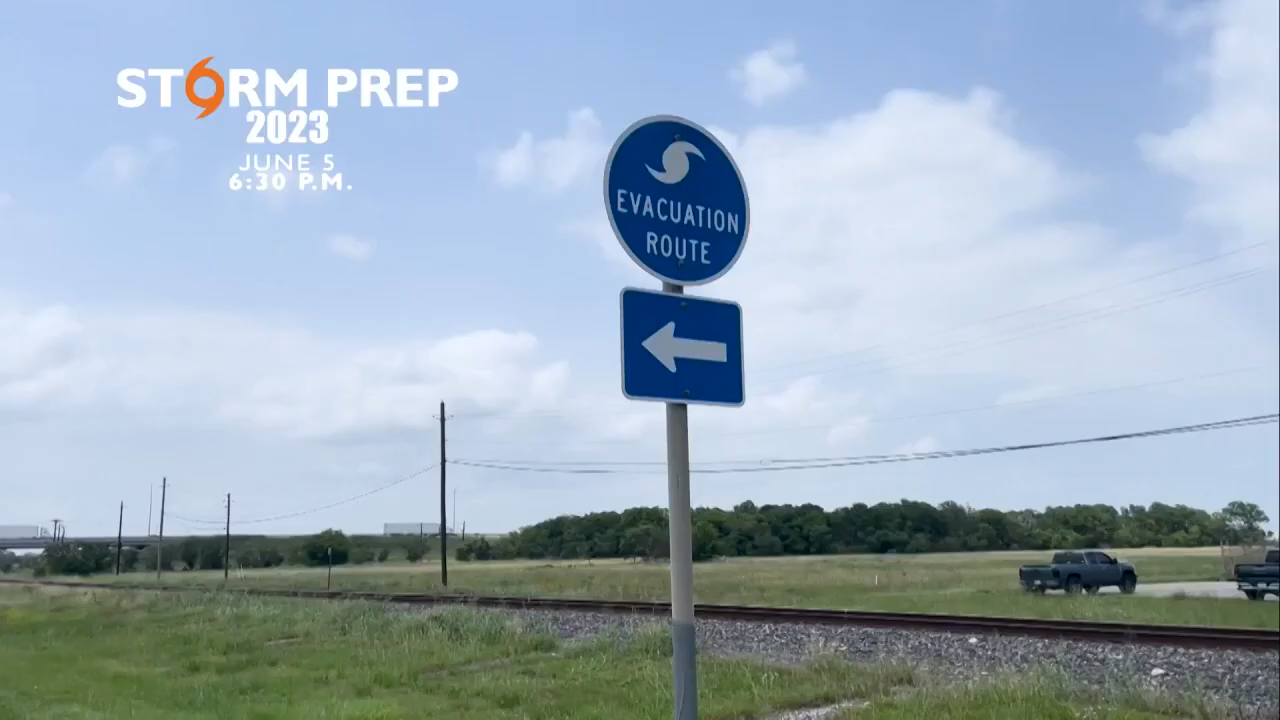 STORM PREP
2023
JUNE 5
6:30 P.M.
EVACUATION
ROUTE